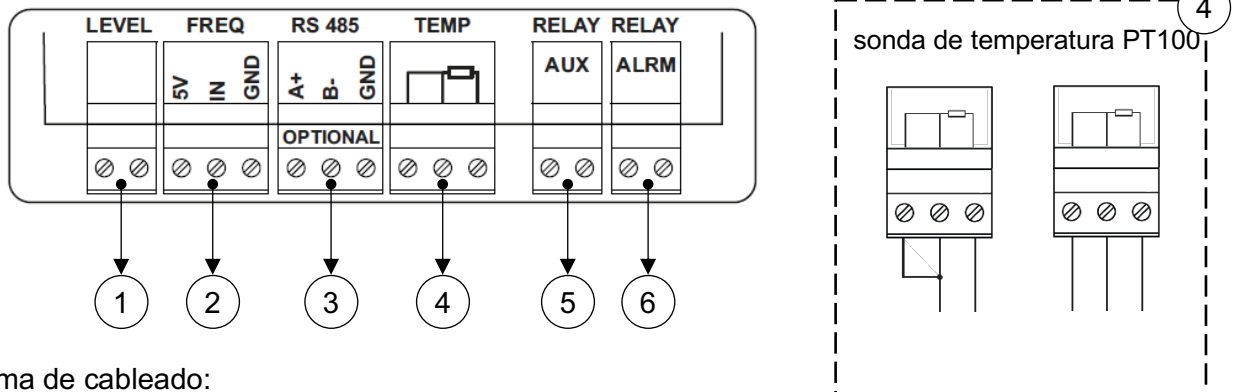 LEVEL FREQ RS 485 TEMP RELAY RELAY
5V IN GND A+ B- GND AUX ALRM
OPTIONAL
1 2 3 4 5 6
ma de cableado:
4
sonda de temperatura PT100